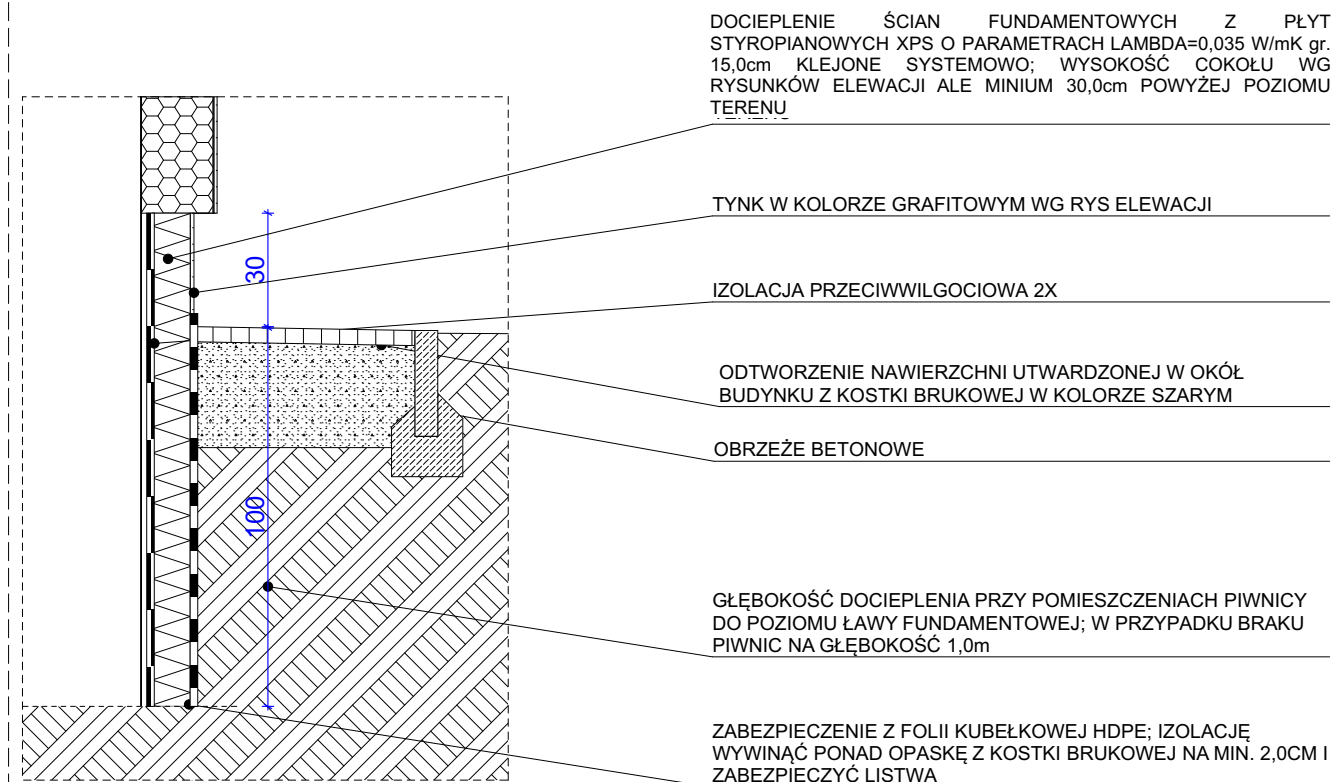 DOCIEPLENIE ŚCIAN FUNDAMENTOWYCH Z PŁYT
STYROPIANOWYCH XPS O PARAMETRACH LAMBDA=0,035 W/mK gr.
15,0cm KLEJONE SYSTEMOWO; WYSOKOŚĆ COKOŁU WG
RYSUNKÓW ELEWACJI ALE MINIUM 30,0cm POWYŻEJ POZIOMU
TERENU
TYNK W KOLORZE GRAFITOWYM WG RYS ELEWACJI
30
IZOLACJA PRZECIWWILGOCIOWA 2X
ODTWORZENIE NAWIERZCHNI UTWARDZONEJ W OKÓŁ
BUDYNKU Z KOSTKI BRUKOWEJ W KOLORZE SZARYM
OBRZEŻE BETONOWE
100
GŁĘBOKOŚĆ DOCIEPLENIA PRZY POMIESZCZENIACH PIWNICY
DO POZIOMU ŁAWY FUNDAMENTOWEJ; W PRZYPADKU BRAKU
PIWNIC NA GŁĘBOKOŚĆ 1,0m
ZABEZPIECZENIE Z FOLII KUBEŁKOWEJ HDPE; IZOLACJĘ
WYWINĄĆ PONAD OPASKĘ Z KOSTKI BRUKOWEJ NA MIN. 2,0CM I
ZABEZPIECZYĆ LISTWA